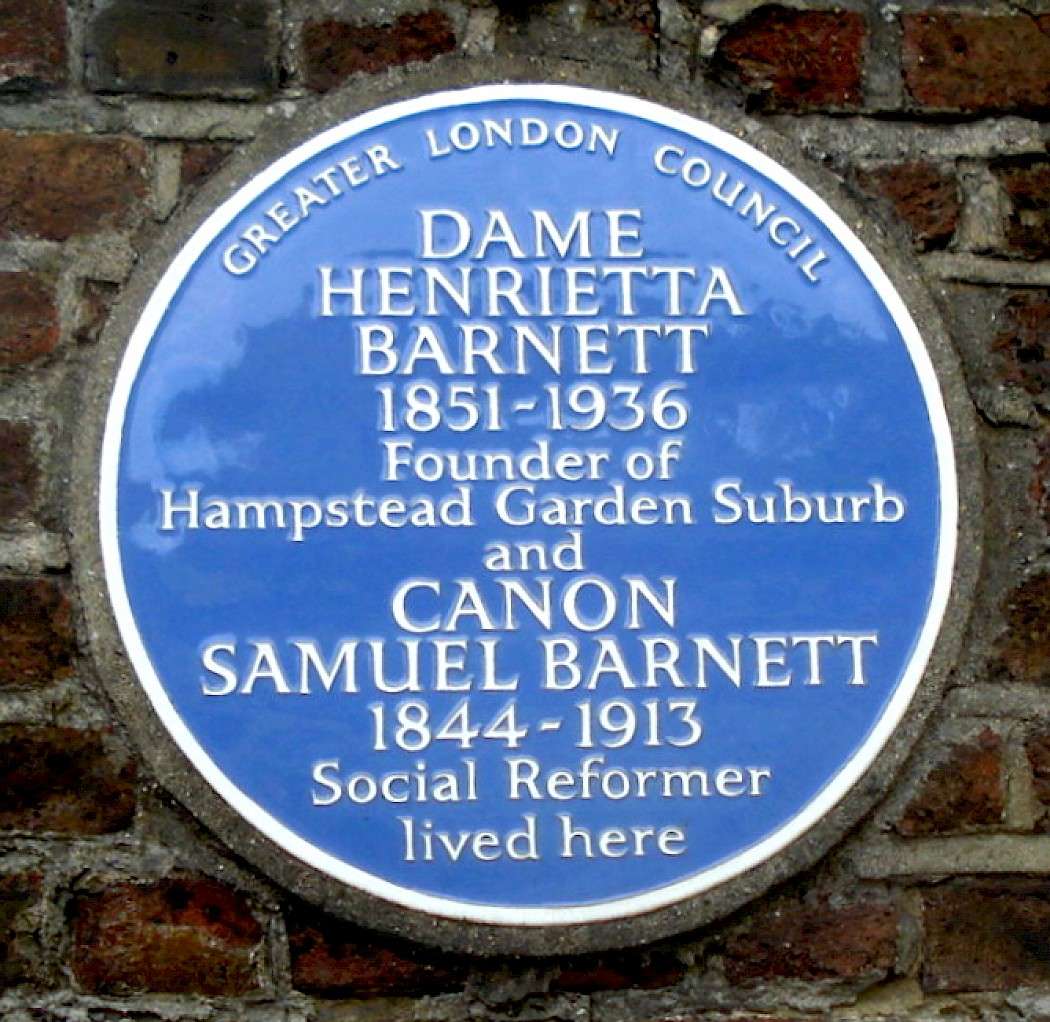 GREATER LONDON COUNCIL
DAME
HENRIETTA
BARNETT
1851-1936
Founder of
Hampstead Garden Suburb
and
CANON
SAMUEL BARNETT
1844-1913
Social Reformer
lived here